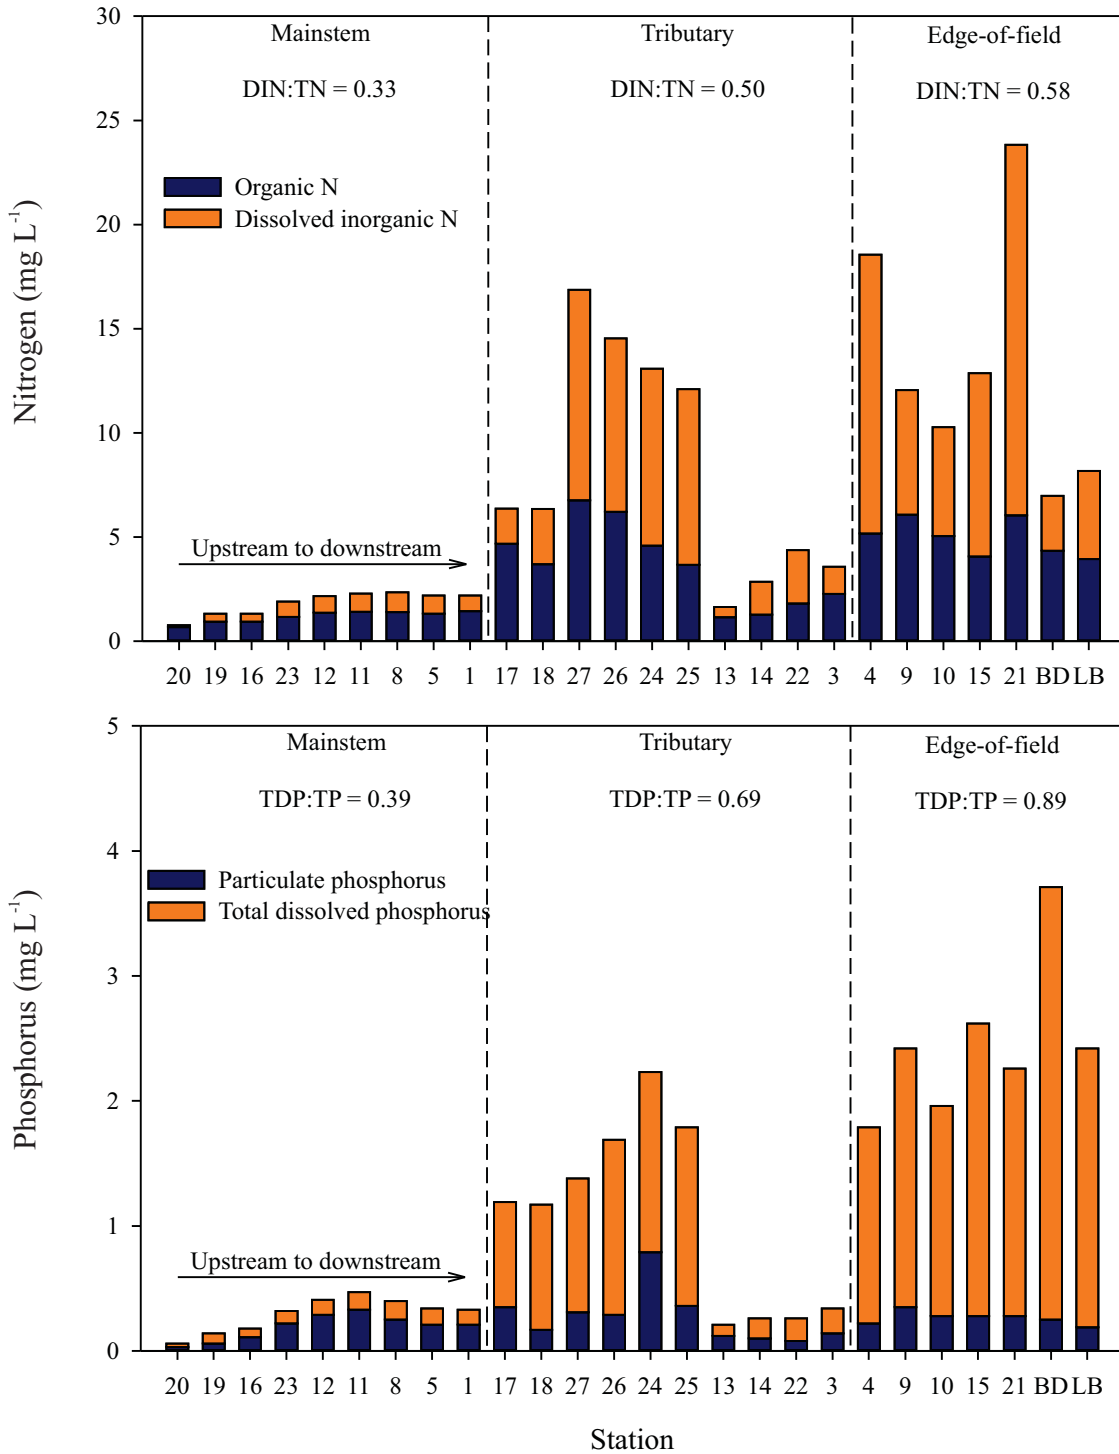 30
25
20
15
10
5
0
Nitrogen (mg L⁻¹)
Mainstem
Tributary
Edge-of-field
DIN:TN = 0.33
DIN:TN = 0.50
DIN:TN = 0.58
Organic N
Dissolved inorganic N
Upstream to downstream
20 19 16 23 12 11 8 5 1 17 18 27 26 24 25 13 14 22 3 4 9 10 15 21 BD LB
5
4
3
2
1
0
Phosphorus (mg L⁻¹)
Mainstem
Tributary
Edge-of-field
TDP:TP = 0.39
TDP:TP = 0.69
TDP:TP = 0.89
Particulate phosphorus
Total dissolved phosphorus
Upstream to downstream
20 19 16 23 12 11 8 5 1 17 18 27 26 24 25 13 14 22 3 4 9 10 15 21 BD LB
Station